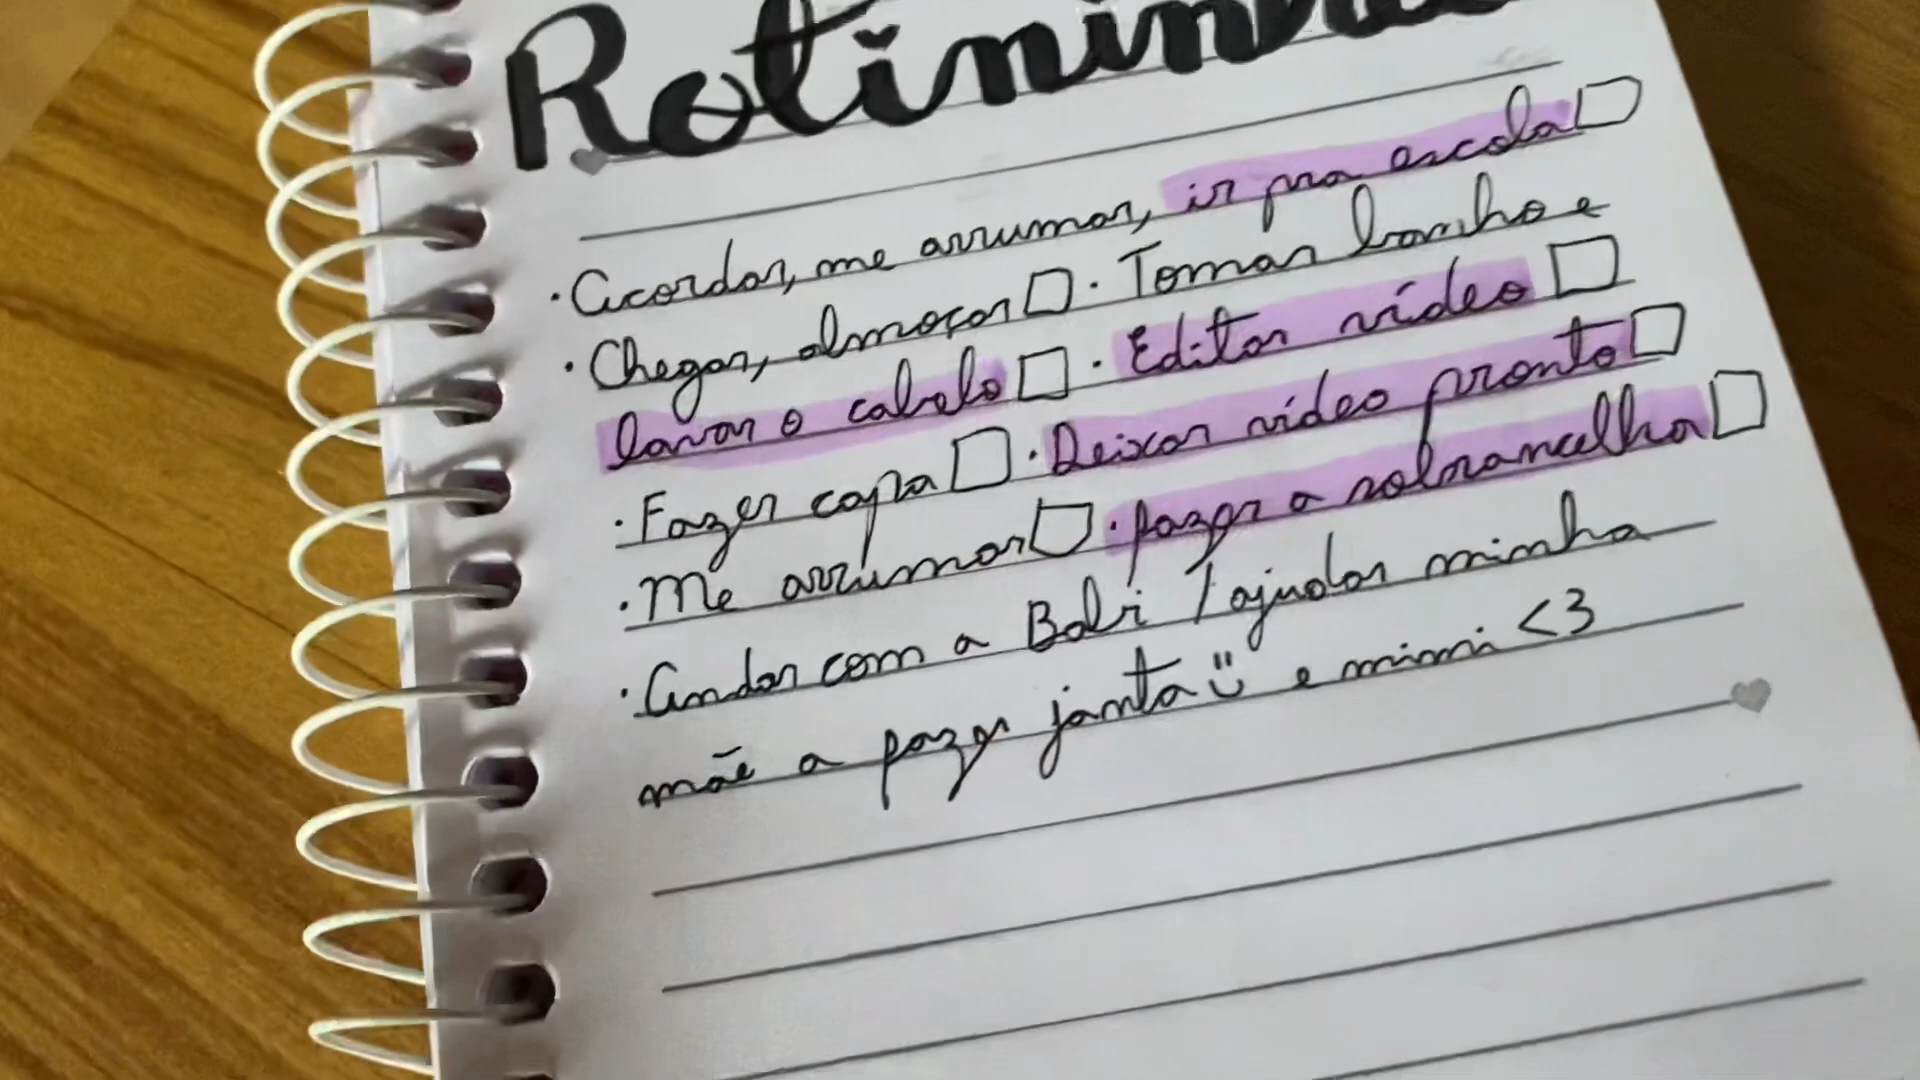 Rotininha
· Acordar, me arrumar, ir pra escola
· Chegar, almoçar · Tomar banho e
lavar o cabelo · Editar vídeo
· Fazer capa · Deixar vídeo pronto
· Me arrumar · fazer a sobrancelha
· Andar com a Babi / ajudar minha
mãe a fazer janta e mimi <3